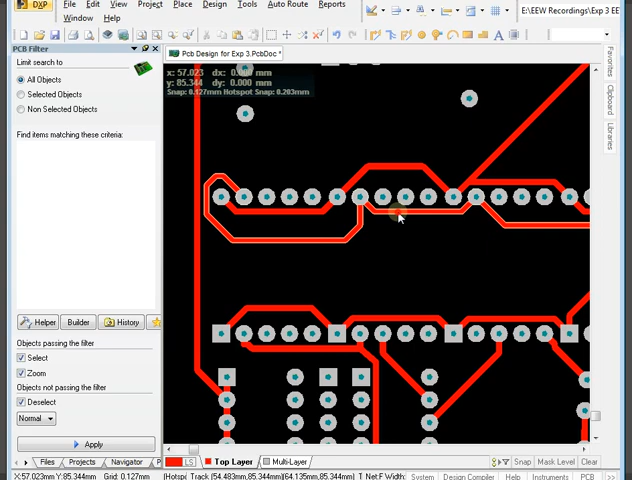 DXP File Edit View Project Place Design Tools Auto Route Reports E:\EEW Recordings\Exp 3 EE
Window Help
PCB Filter
Pcb Design for Exp 3.PcbDoc *
Limit search to
All Objects
Selected Objects
Non Selected Objects
x: 57.023 dx: 0.000 mm
y: 85.344 dy: 0.000 mm
Snap: 0.127mm Hotspot Snap: 0.203mm
Find items matching these criteria:
Favorites
Clipboard
Libraries
Helper Builder History
Objects passing the filter
Select
Zoom
Objects not passing the filter
Deselect
Normal
Apply
Files Projects Navigator
LS Top Layer Multi-Layer Snap Mask Level Clear
X:57.023mm Y:85.344mm Grid: 0.127mm (Hotspo Track (54.483mm,85.344mm)(64.135mm,85.344m Net:F Width: System Design Compiler Help Instruments PCB >>